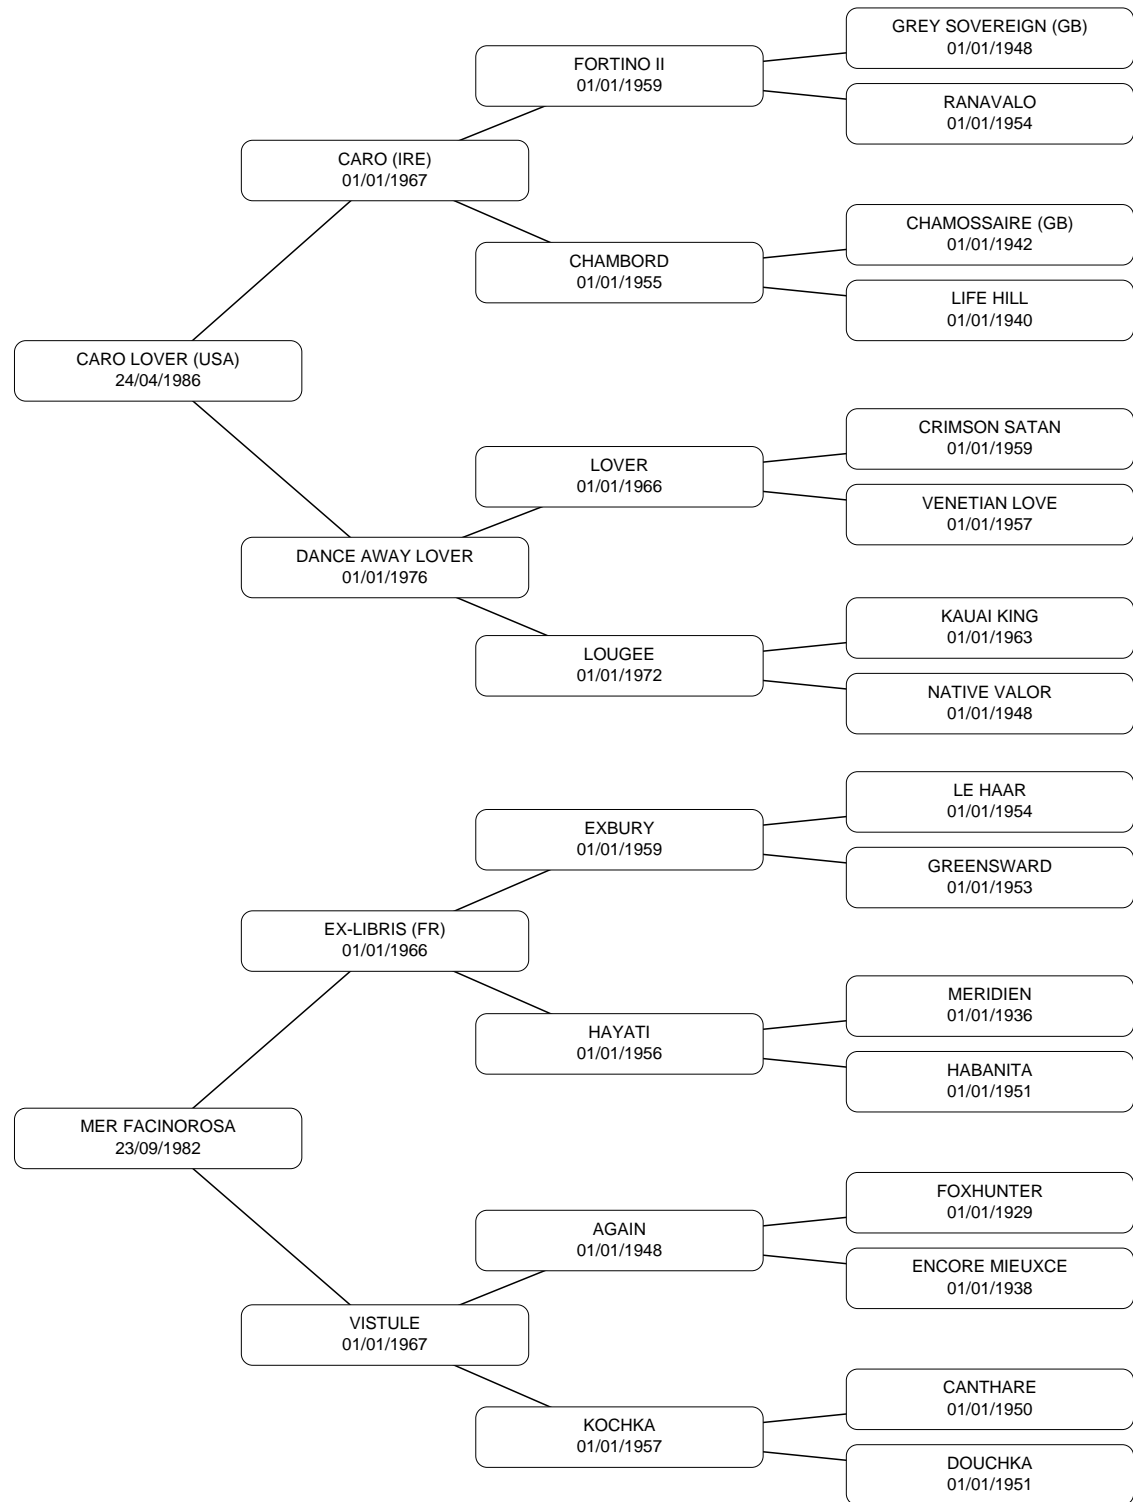 GREY SOVEREIGN (GB)
01/01/1948
FORTINO II
01/01/1959
RANAVALO
01/01/1954
CARO (IRE)
01/01/1967
CHAMOSSAIRE (GB)
01/01/1942
CHAMBORD
01/01/1955
LIFE HILL
01/01/1940
CARO LOVER (USA)
24/04/1986
CRIMSON SATAN
01/01/1959
LOVER
01/01/1966
VENETIAN LOVE
01/01/1957
DANCE AWAY LOVER
01/01/1976
KAUAI KING
01/01/1963
LOUGEE
01/01/1972
NATIVE VALOR
01/01/1948
LE HAAR
01/01/1954
EXBURY
01/01/1959
GREENSWARD
01/01/1953
EX-LIBRIS (FR)
01/01/1966
MERIDIEN
01/01/1936
HAYATI
01/01/1956
HABANITA
01/01/1951
MER FACINOROSA
23/09/1982
FOXHUNTER
01/01/1929
AGAIN
01/01/1948
ENCORE MIEUXCE
01/01/1938
VISTULE
01/01/1967
CANTHARE
01/01/1950
KOCHKA
01/01/1957
DOUCHKA
01/01/1951